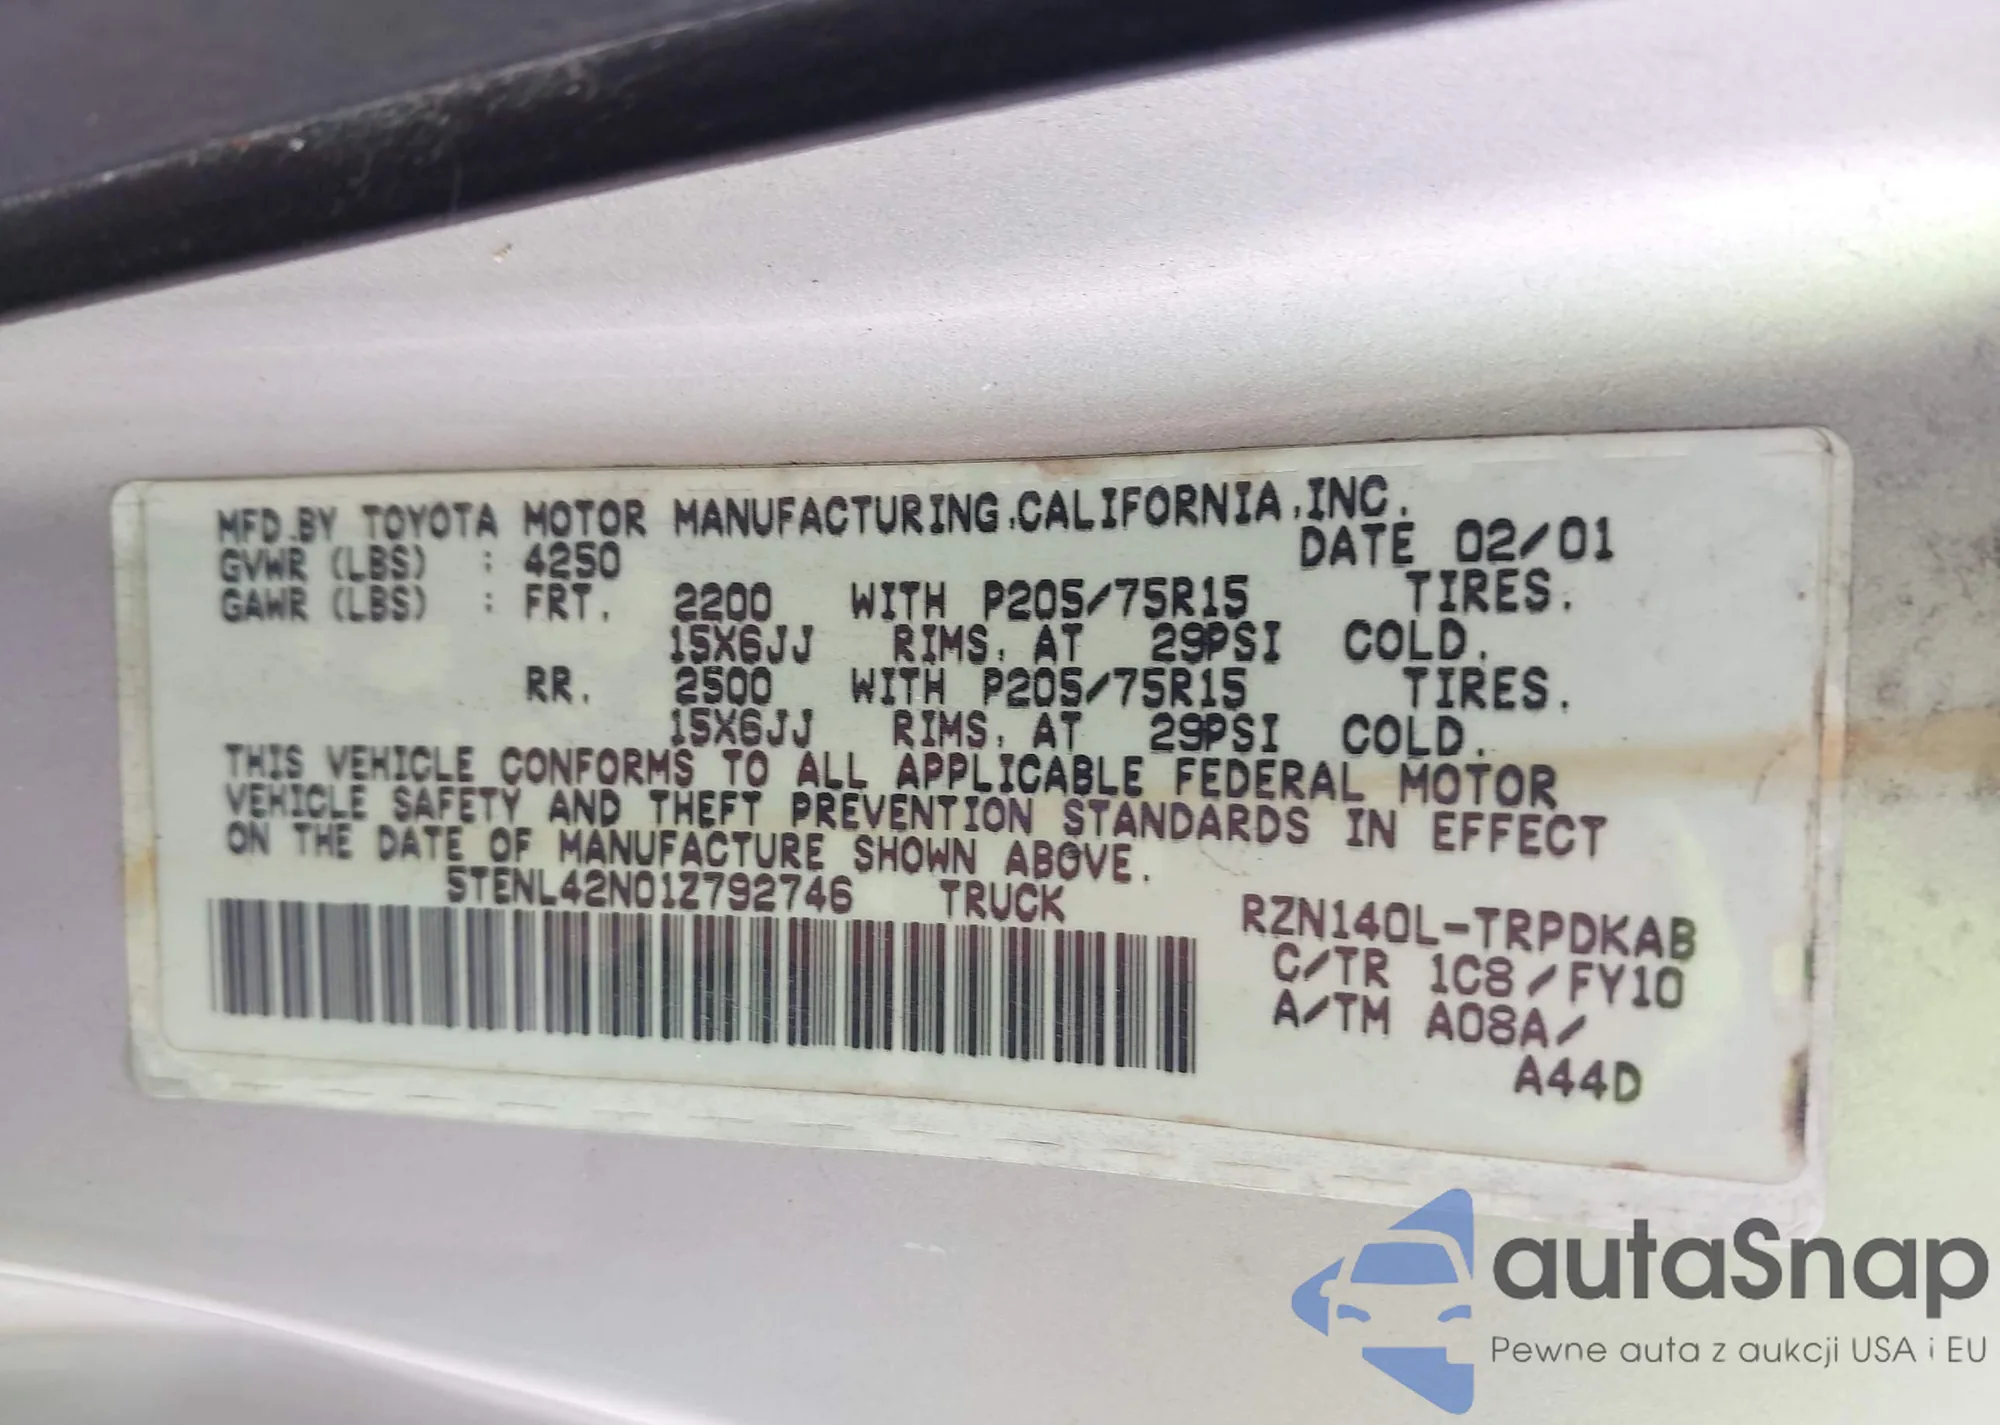 MFD.BY TOYOTA MOTOR MANUFACTURING,CALIFORNIA,INC.
GVWR (LBS) : 4250 DATE 02/01
GAWR (LBS) : FRT. 2200 WITH P205/75R15 TIRES.
15X6JJ RIMS, AT 29PSI COLD.
RR. 2500 WITH P205/75R15 TIRES.
15X6JJ RIMS, AT 29PSI COLD.
THIS VEHICLE CONFORMS TO ALL APPLICABLE FEDERAL MOTOR
VEHICLE SAFETY AND THEFT PREVENTION STANDARDS IN EFFECT
ON THE DATE OF MANUFACTURE SHOWN ABOVE.
5TENL42N01Z792746 TRUCK
RZN140L-TRPDKAB
C/TR 1C8/FY10
A/TM A08A/
A44D
autaSnap
Pewne auta z aukcji USA i EU